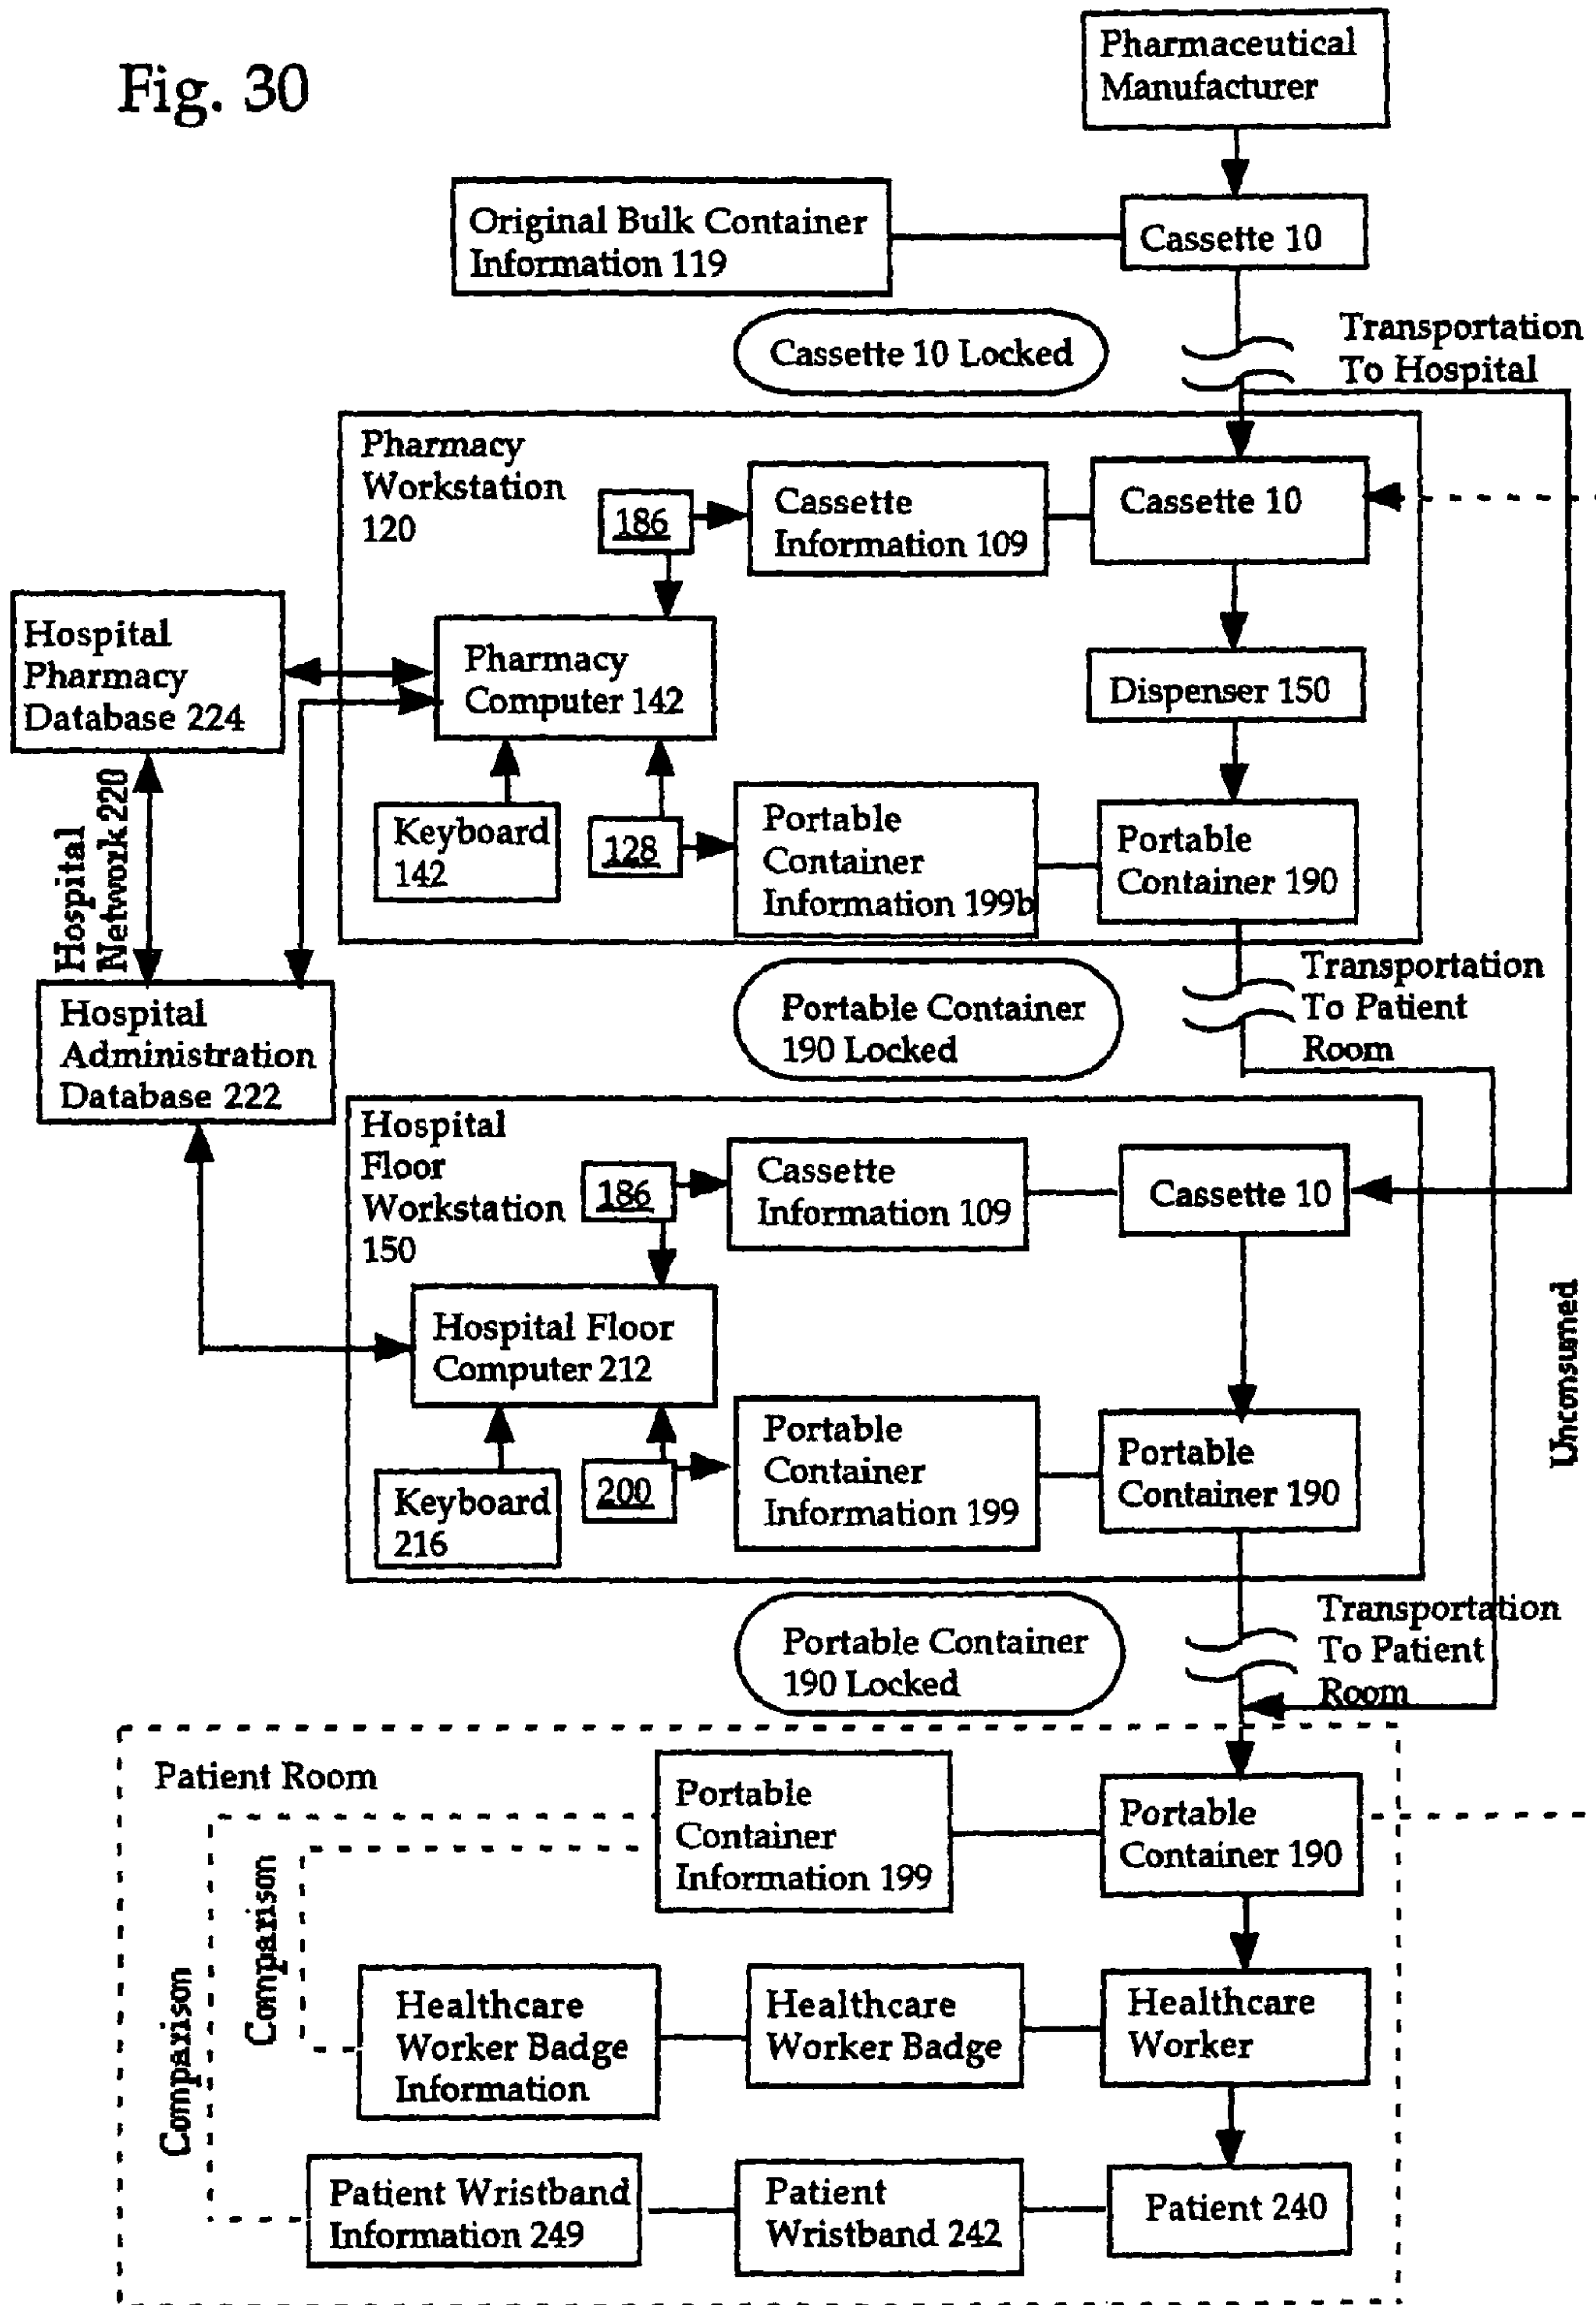 Fig. 30
Pharmaceutical
Manufacturer
Original Bulk Container
Information 119
Cassette 10
Cassette 10 Locked
Transportation
To Hospital
Pharmacy
Workstation
120
186
Cassette
Information 109
Cassette 10
Hospital
Pharmacy
Database 224
Pharmacy
Computer 142
Dispenser 150
Keyboard
142
128
Portable
Container
Information 199b
Portable
Container 190
Hospital
Network 220
Hospital
Administration
Database 222
Portable Container
190 Locked
Transportation
To Patient
Room
Hospital
Floor
Workstation
150
186
Cassette
Information 109
Cassette 10
Hospital Floor
Computer 212
Unconsumed
Keyboard
216
200
Portable
Container
Information 199
Portable
Container 190
Portable Container
190 Locked
Transportation
To Patient
Room
Patient Room
Portable
Container
Information 199
Portable
Container 190
Comparison
Comparison
Healthcare
Worker Badge
Information
Healthcare
Worker Badge
Healthcare
Worker
Patient Wristband
Information 249
Patient
Wristband 242
Patient 240